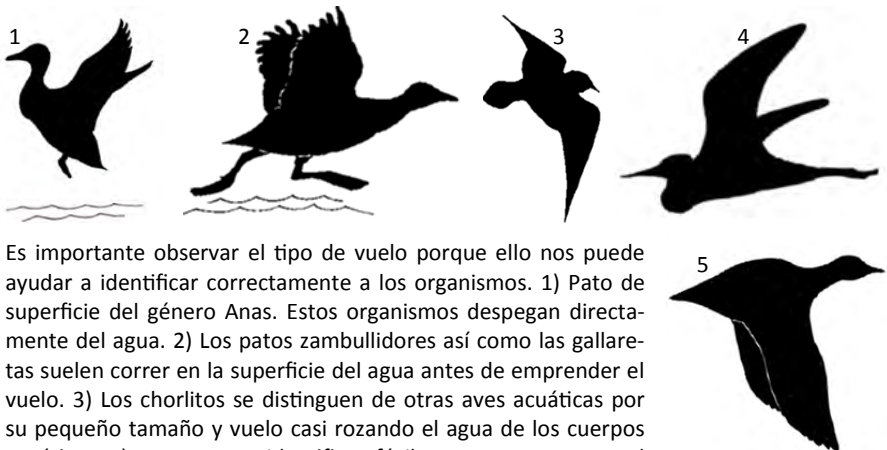 1
2
3
4
Es importante observar el tipo de vuelo porque ello nos puede
ayudar a identificar correctamente a los organismos. 1) Pato de
superficie del género Anas. Estos organismos despegan directa-
mente del agua. 2) Los patos zambullidores así como las gallare-
tas suelen correr en la superficie del agua antes de emprender el
vuelo. 3) Los chorlitos se distinguen de otras aves acuáticas por
su pequeño tamaño y vuelo casi rozando el agua de los cuerpos
5